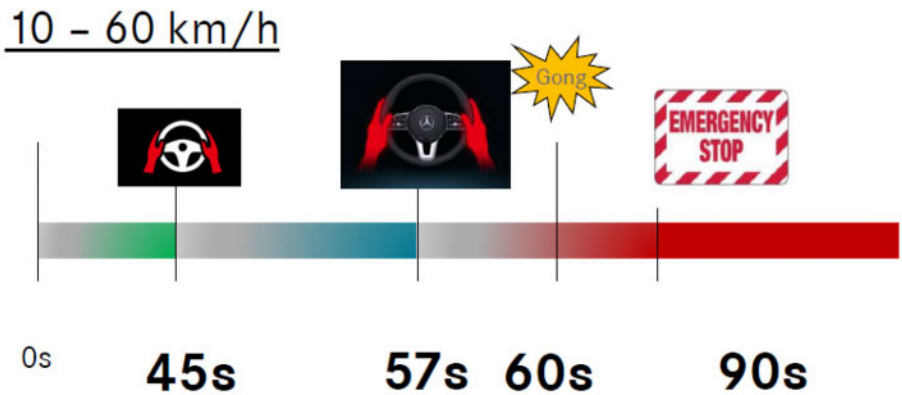 10 – 60 km/h
Gong
EMERGENCY
STOP
0s
45s
57s
60s
90s